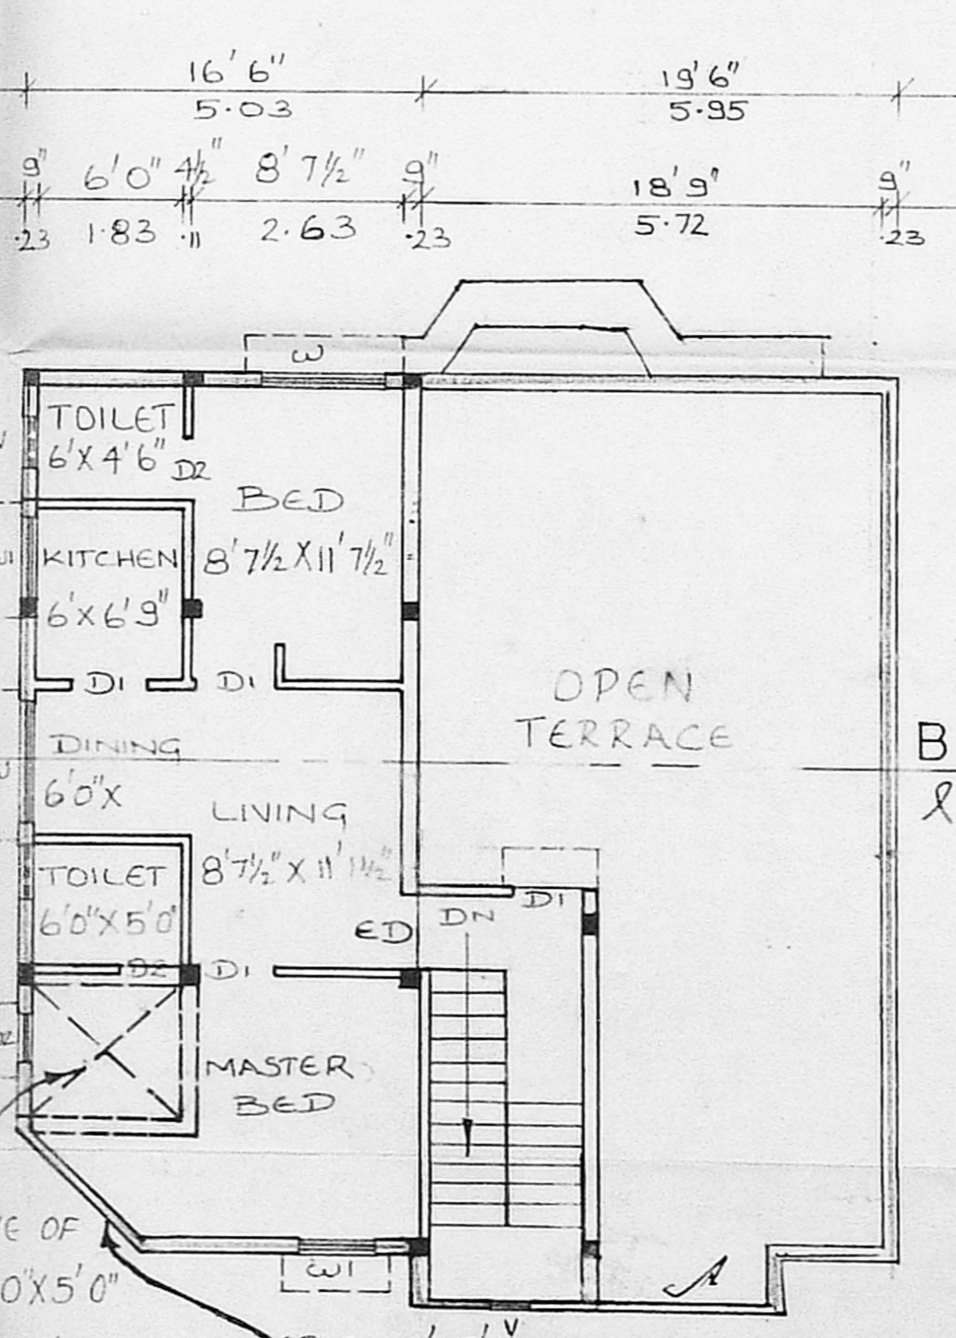 16'6" 19'6"
5.03 5.95
9" 6'0" 4½" 8'7½" 9" 18'9" 9"
.23 1.83 .11 2.63 .23 5.72 .23
W
TOILET
6'X4'6" D2
BED
8'7½X11'7½"
KITCHEN
6'X6'9"
D1 D1
OPEN
TERRACE
DINING
6'0"X
B
LIVING
8'7½"X11'1½"
TOILET
6'0"X5'0"
D1
ED DN
D2 D1
MASTER
BED
OF
0"X5'0"
W1
A
V